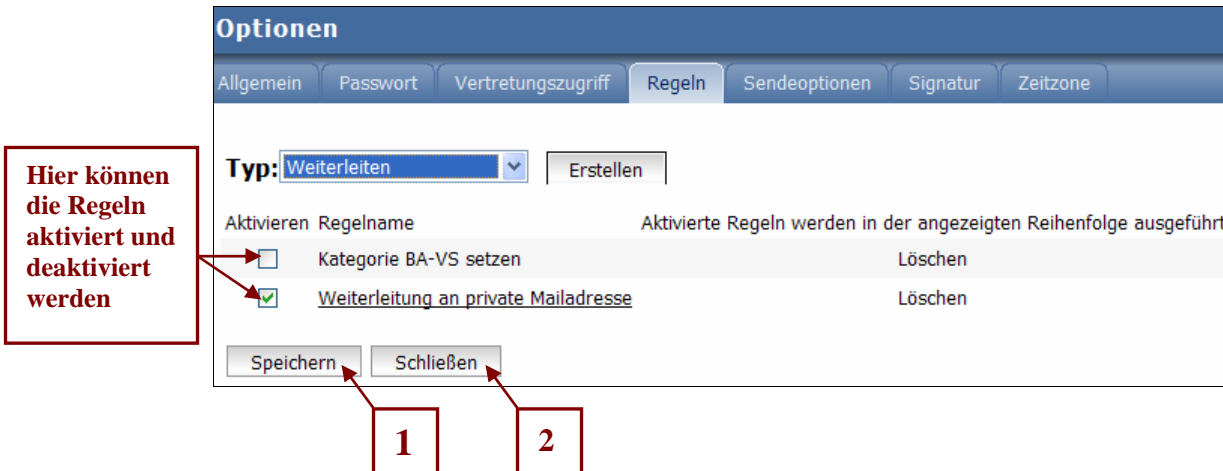 Optionen
Allgemein Passwort Vertretungszugriff Regeln Sendeoptionen Signatur Zeitzone
Typ: Weiterleiten Erstellen
Hier können
die Regeln
aktiviert und
deaktiviert
werden
Aktivieren Regelname Aktivierte Regeln werden in der angezeigten Reihenfolge ausgeführt
Kategorie BA-VS setzen Löschen
Weiterleitung an private Mailadresse Löschen
Speichern Schließen
1 2